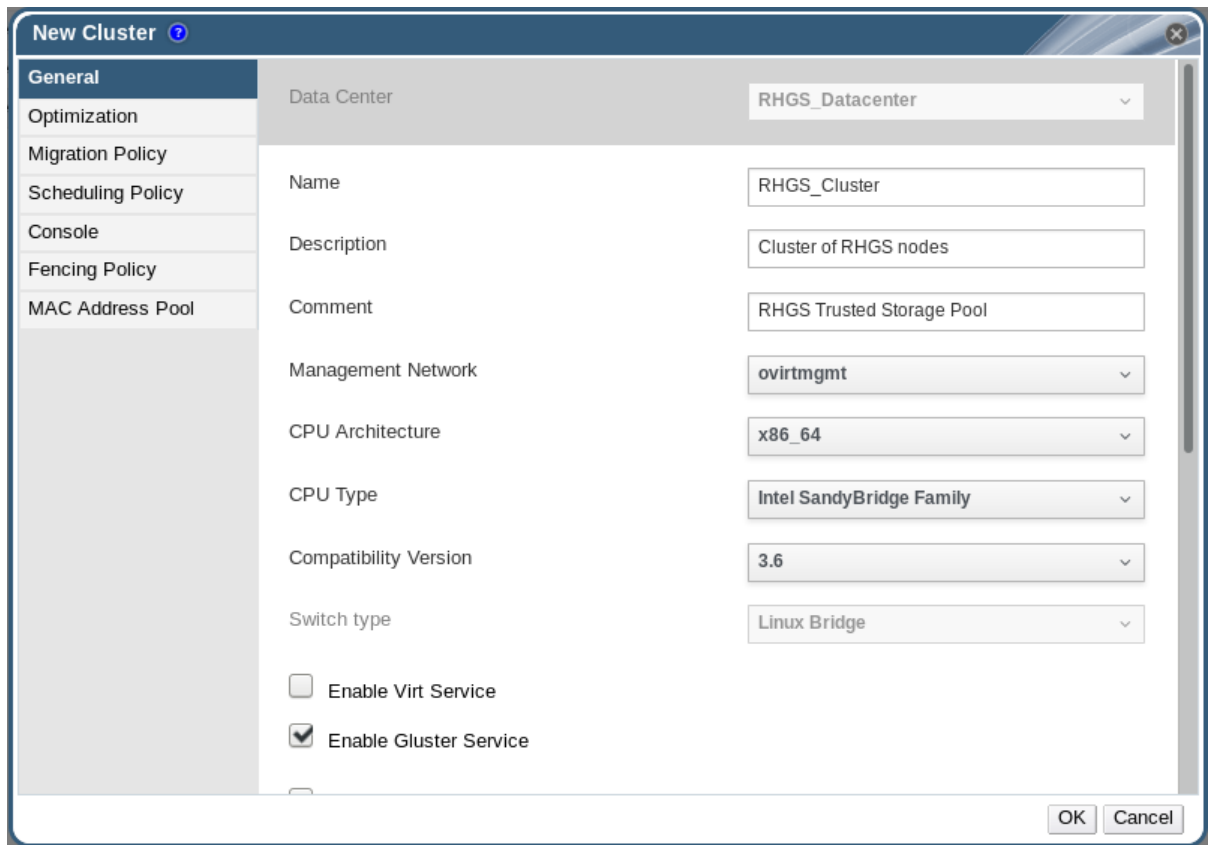 New Cluster ?
General
Optimization
Migration Policy
Scheduling Policy
Console
Fencing Policy
MAC Address Pool
Data Center RHGS_Datacenter
Name RHGS_Cluster
Description Cluster of RHGS nodes
Comment RHGS Trusted Storage Pool
Management Network ovirtmgmt
CPU Architecture x86_64
CPU Type Intel SandyBridge Family
Compatibility Version 3.6
Switch type Linux Bridge
Enable Virt Service
Enable Gluster Service
OK Cancel